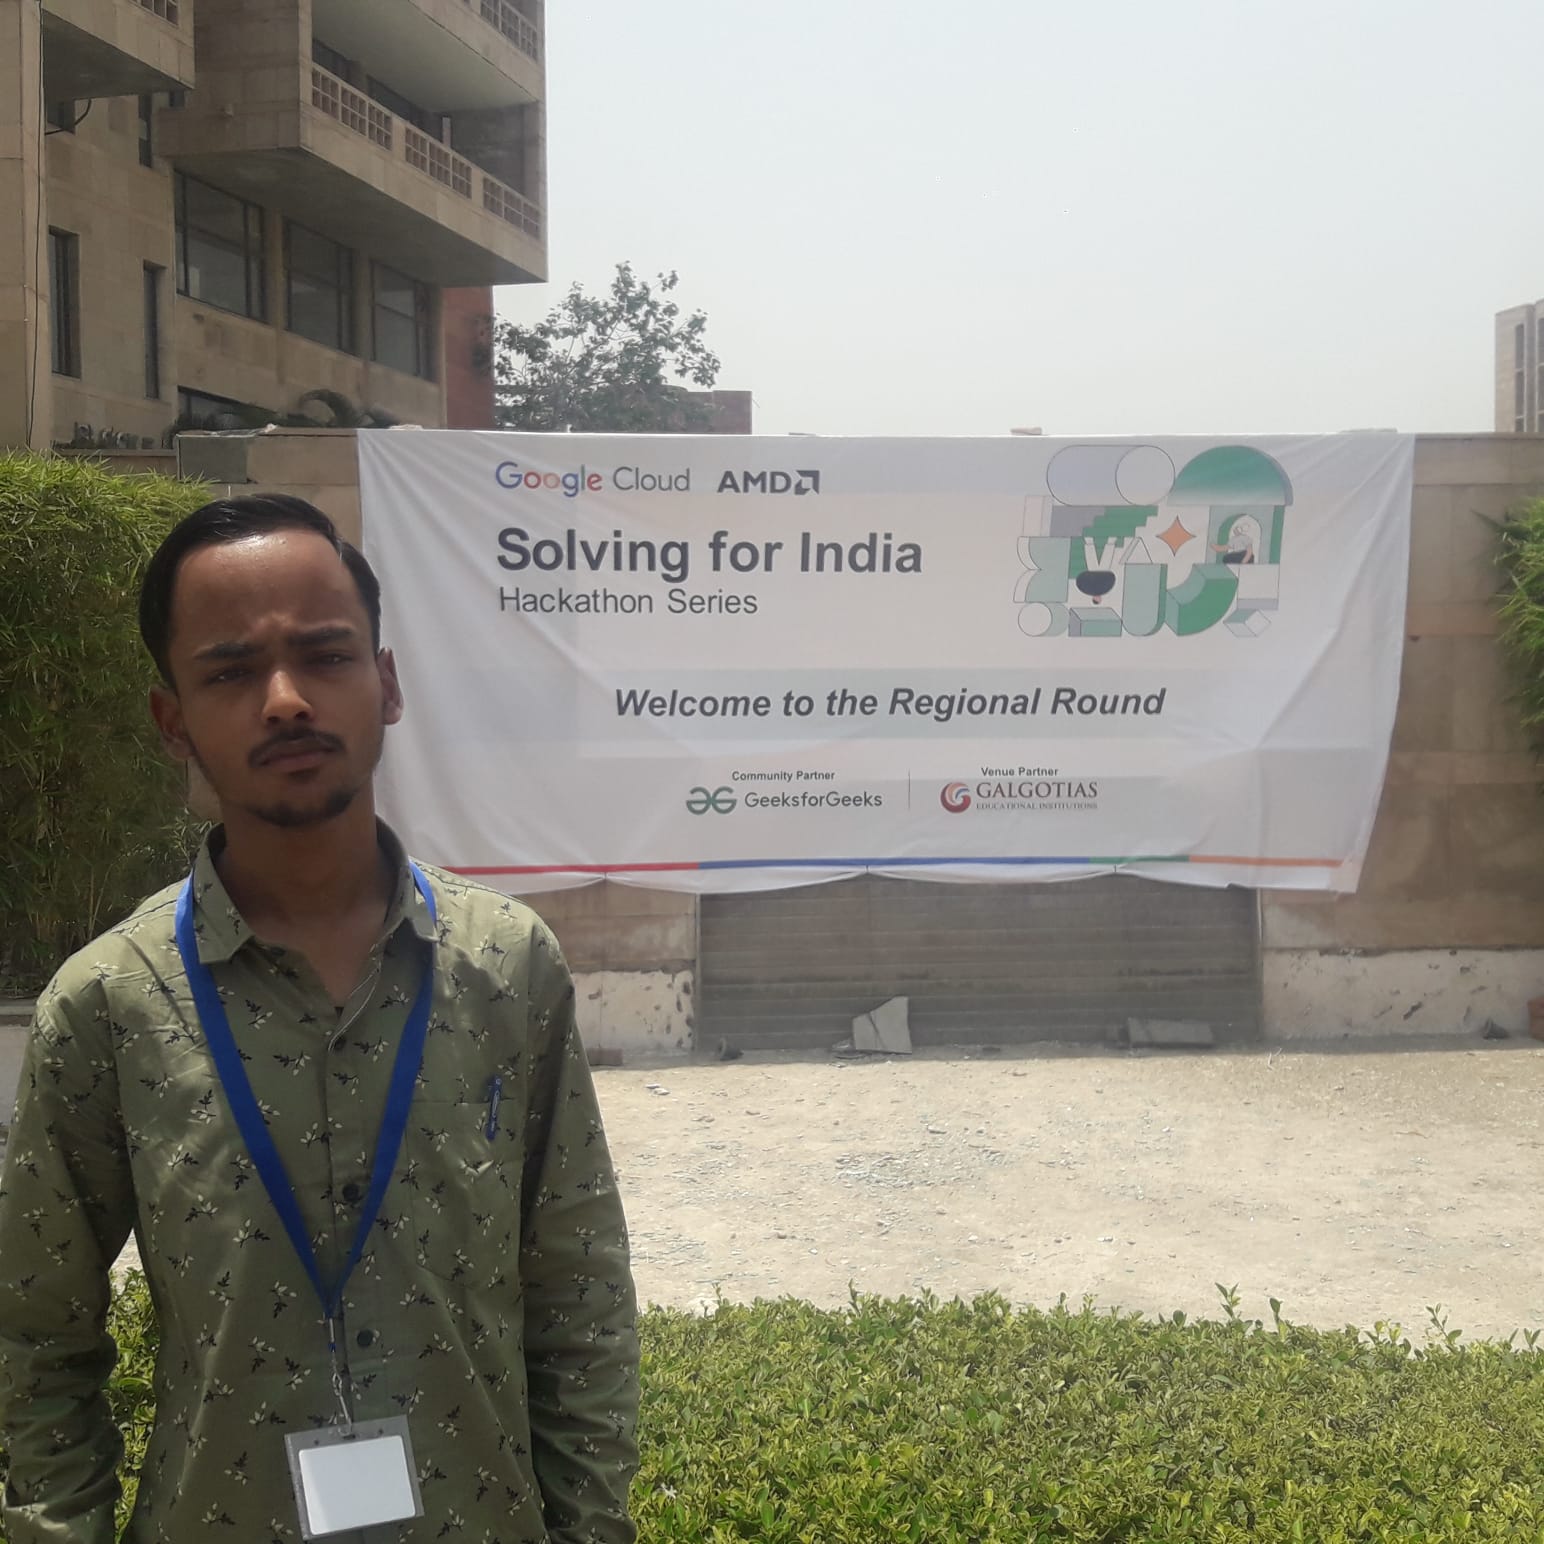 Google Cloud AMD
Solving for India
Hackathon Series
Welcome to the Regional Round
Community Partner
GeeksforGeeks
Venue Partner
GALGOTIAS
EDUCATIONAL INSTITUTIONS